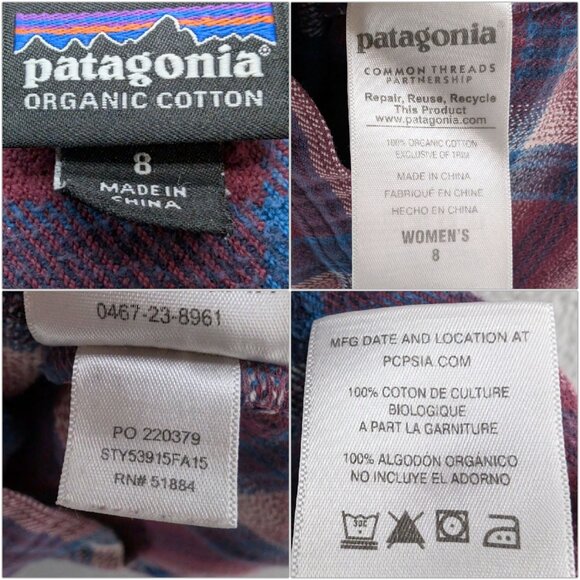 patagonia®
ORGANIC COTTON
8
MADE IN
CHINA
patagonia®
COMMON THREADS
PARTNERSHIP
Repair, Reuse, Recycle
This Product
www.patagonia.com
100% ORGANIC COTTON
EXCLUSIVE OF TRIM
MADE IN CHINA
FABRIQUÉ EN CHINE
HECHO EN CHINA
WOMEN'S
8
0467-23-8961
PO 220379
STY53915FA15
RN# 51884
MFG DATE AND LOCATION AT
PCPSIA.COM
100% COTON DE CULTURE
BIOLOGIQUE
A PART LA GARNITURE
100% ALGODÓN ORGÁNICO
NO INCLUYE EL ADORNO
30C